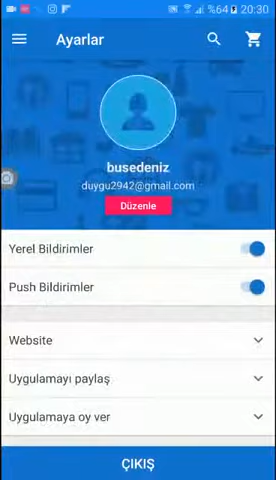 %64 20:30
Ayarlar
busedeniz
duygu2942@gmail.com
Düzenle
Yerel Bildirimler
Push Bildirimler
Website
Uygulamayı paylaş
Uygulamaya oy ver
ÇIKIŞ